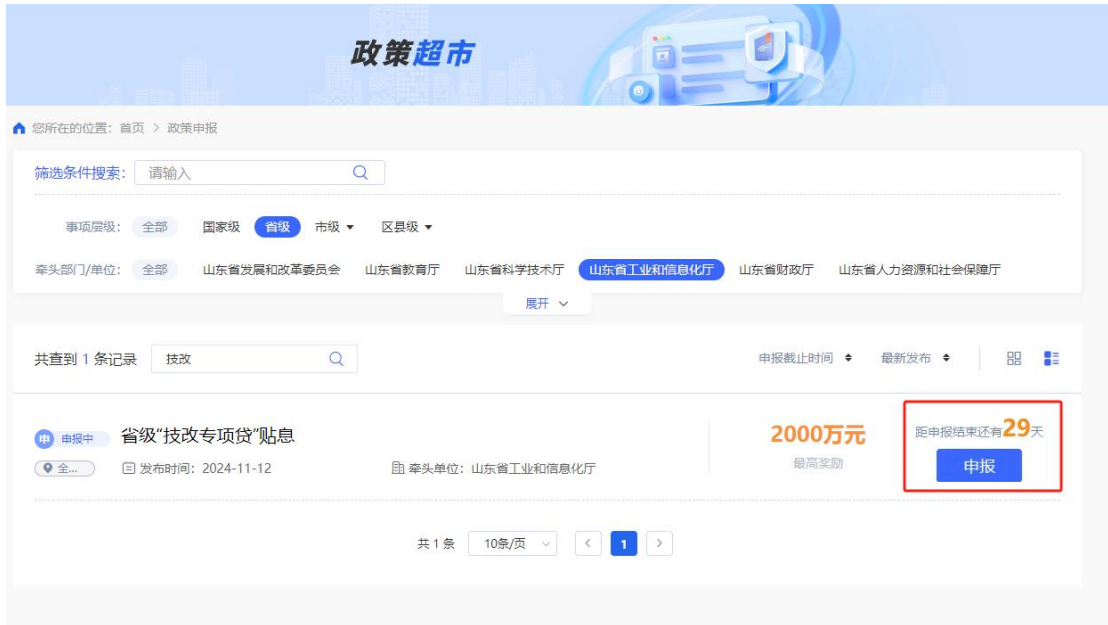 政策超市
您所在的位置：首页 > 政策申报
筛选条件搜索： 请输入
事项层级： 全部 国家级 省级 市级 区县级
牵头部门/单位： 全部 山东省发展和改革委员会 山东省教育厅 山东省科学技术厅 山东省工业和信息化厅 山东省财政厅 山东省人力资源和社会保障厅
展开
共查到 1 条记录 技改 申报截止时间 最新发布
申 申报中 省级“技改专项贷”贴息 2000万元 距申报结束还有29天
全... 发布时间：2024-11-12 牵头单位：山东省工业和信息化厅 最高奖励 申报
共 1 条 10条/页 < 1 >